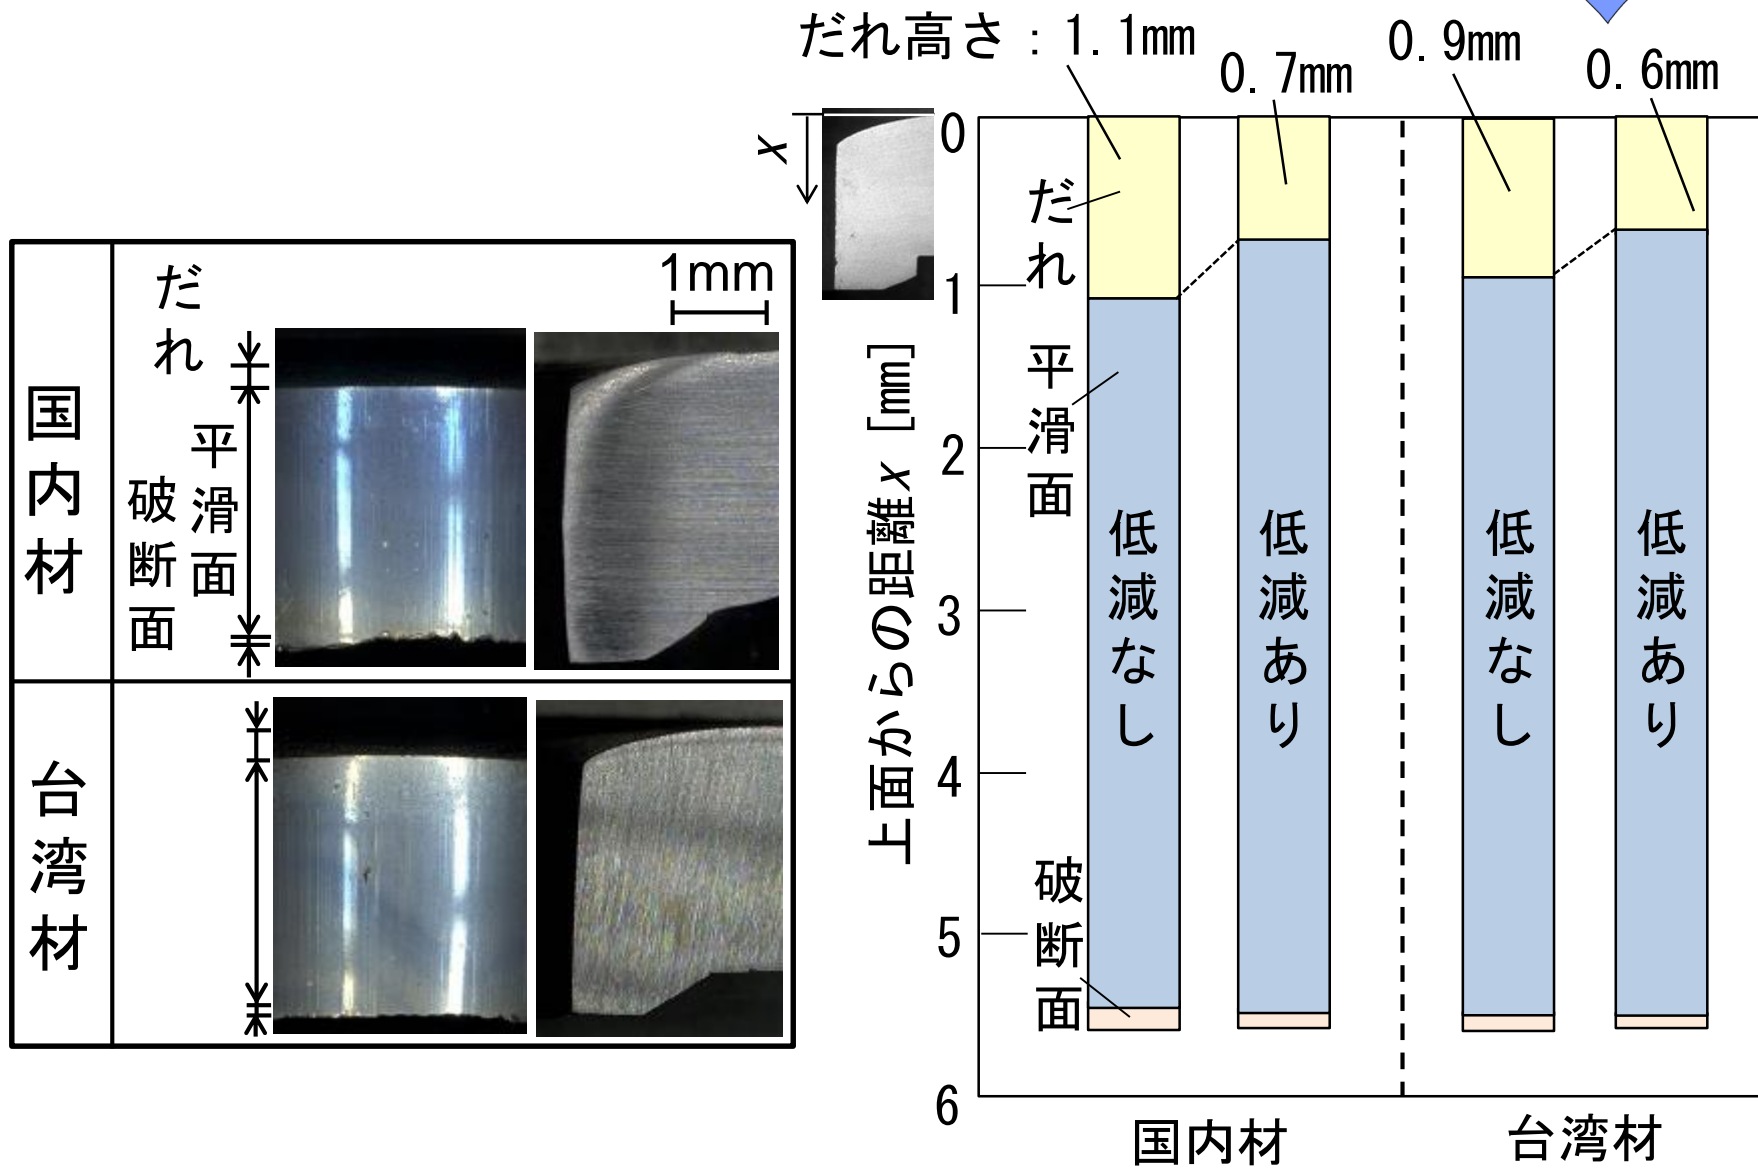 だれ高さ：1.1mm
0.7mm
0.9mm
0.6mm
国内材
だれ
平滑面
破断面
1mm
台湾材
x
上面からの距離x [mm]
0
1
2
3
4
5
6
だれ
平滑面
破断面
低減なし
低減あり
低減なし
低減あり
国内材
台湾材